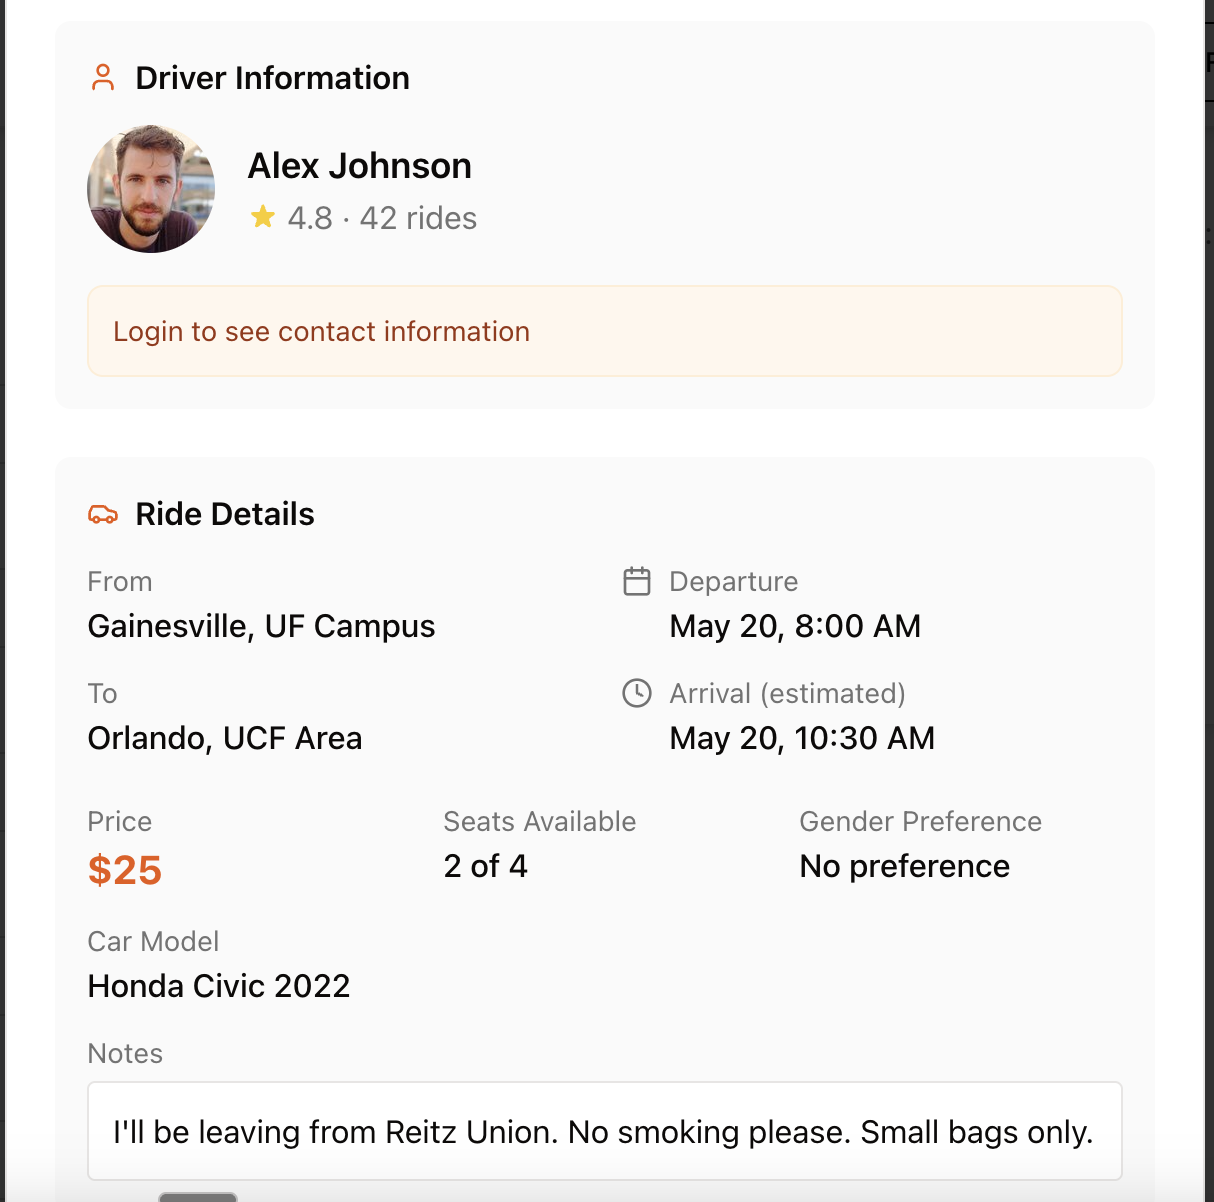 Driver Information
Alex Johnson
4.8 · 42 rides
Login to see contact information
Ride Details
From
Gainesville, UF Campus
Departure
May 20, 8:00 AM
To
Orlando, UCF Area
Arrival (estimated)
May 20, 10:30 AM
Price
$25
Seats Available
2 of 4
Gender Preference
No preference
Car Model
Honda Civic 2022
Notes
I'll be leaving from Reitz Union. No smoking please. Small bags only.